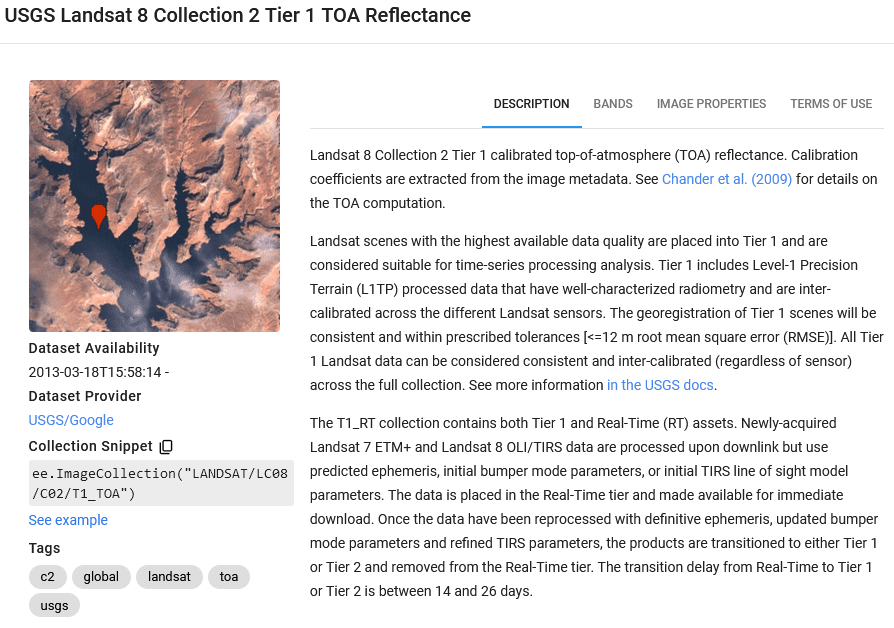 USGS Landsat 8 Collection 2 Tier 1 TOA Reflectance
Dataset Availability
2013-03-18T15:58:14 -
Dataset Provider
USGS/Google
Collection Snippet
ee.ImageCollection("LANDSAT/LC08
/C02/T1_TOA")
See example
Tags
c2 global landsat toa
usgs
DESCRIPTION BANDS IMAGE PROPERTIES TERMS OF USE
Landsat 8 Collection 2 Tier 1 calibrated top-of-atmosphere (TOA) reflectance. Calibration
coefficients are extracted from the image metadata. See Chander et al. (2009) for details on
the TOA computation.
Landsat scenes with the highest available data quality are placed into Tier 1 and are
considered suitable for time-series processing analysis. Tier 1 includes Level-1 Precision
Terrain (L1TP) processed data that have well-characterized radiometry and are inter-
calibrated across the different Landsat sensors. The georegistration of Tier 1 scenes will be
consistent and within prescribed tolerances [<=12 m root mean square error (RMSE)]. All Tier
1 Landsat data can be considered consistent and inter-calibrated (regardless of sensor)
across the full collection. See more information in the USGS docs.
The T1_RT collection contains both Tier 1 and Real-Time (RT) assets. Newly-acquired
Landsat 7 ETM+ and Landsat 8 OLI/TIRS data are processed upon downlink but use
predicted ephemeris, initial bumper mode parameters, or initial TIRS line of sight model
parameters. The data is placed in the Real-Time tier and made available for immediate
download. Once the data have been reprocessed with definitive ephemeris, updated bumper
mode parameters and refined TIRS parameters, the products are transitioned to either Tier 1
or Tier 2 and removed from the Real-Time tier. The transition delay from Real-Time to Tier 1
or Tier 2 is between 14 and 26 days.